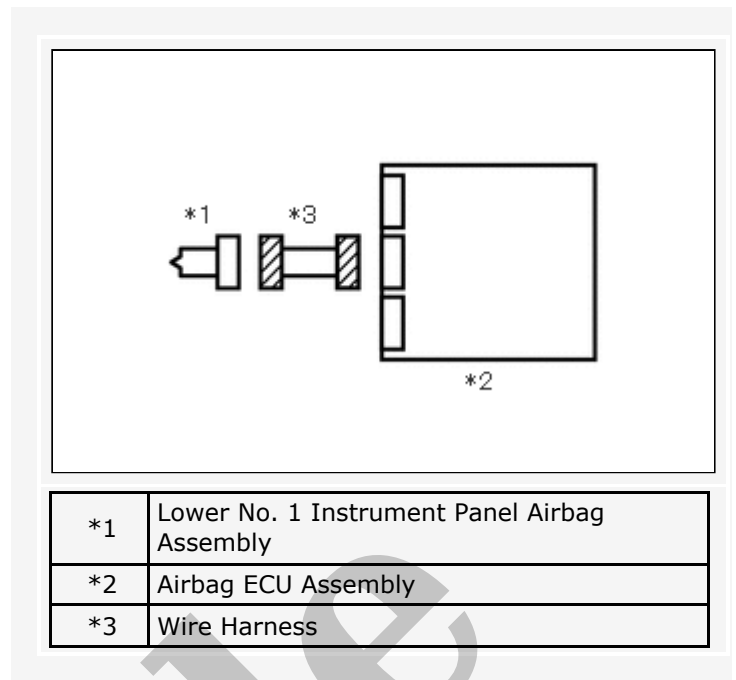 *1
*3
*2
*1
Lower No. 1 Instrument Panel Airbag
Assembly
*2
Airbag ECU Assembly
*3
Wire Harness